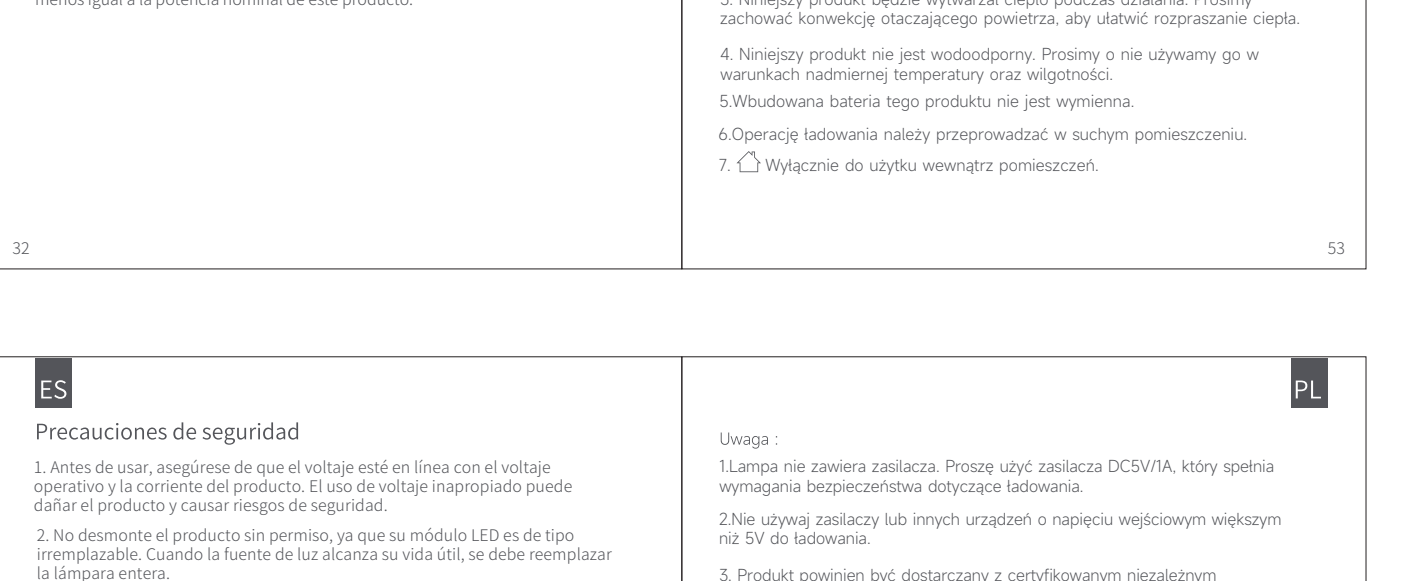 menos igual a la potencia nominal de este producto.
32
3. Niniejszy produkt będzie wytwarzał ciepło podczas działania. Prosimy
zachować konwekcję otaczającego powietrza, aby ułatwić rozpraszanie ciepła.
4. Niniejszy produkt nie jest wodoodporny. Prosimy o nie używamy go w
warunkach nadmiernej temperatury oraz wilgotności.
5.Wbudowana bateria tego produktu nie jest wymienna.
6.Operację ładowania należy przeprowadzać w suchym pomieszczeniu.
7. Wyłącznie do użytku wewnątrz pomieszczeń.
53
ES
Precauciones de seguridad
1. Antes de usar, asegúrese de que el voltaje esté en línea con el voltaje
operativo y la corriente del producto. El uso de voltaje inapropiado puede
dañar el producto y causar riesgos de seguridad.
2. No desmonte el producto sin permiso, ya que su módulo LED es de tipo
irremplazable. Cuando la fuente de luz alcanza su vida útil, se debe reemplazar
la lámpara entera.
PL
Uwaga :
1.Lampa nie zawiera zasilacza. Proszę użyć zasilacza DC5V/1A, który spełnia
wymagania bezpieczeństwa dotyczące ładowania.
2.Nie używaj zasilaczy lub innych urządzeń o napięciu wejściowym większym
niż 5V do ładowania.
3. Produkt powinien być dostarczany z certyfikowanym niezależnym